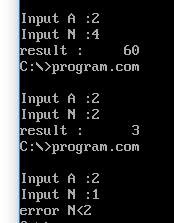 Input A :2
Input N :4
result :      60
C:\>program.com
Input A :2
Input N :2
result :       3
C:\>program.com
Input A :2
Input N :1
error N<2